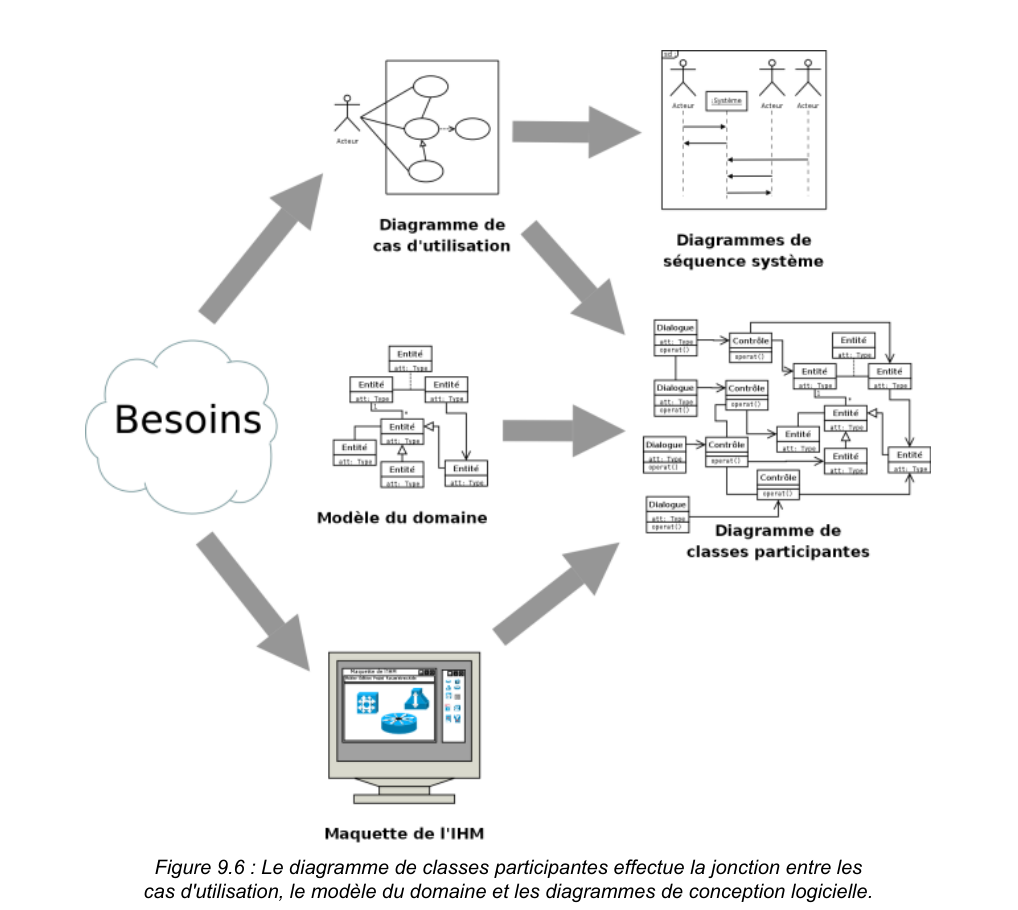 Acteur
Diagramme de
cas d'utilisation
sd
:Système
Acteur
Acteur
Acteur
Diagrammes de
séquence système
Besoins
Entité
att: Type
Entité
att: Type
Entité
att: Type
Entité
att: Type
Entité
att: Type
Entité
att: Type
Entité
att: Type
Modèle du domaine
Dialogue
att: Type
operat()
Contrôle
operat()
Entité
att: Type
Entité
att: Type
Entité
att: Type
Dialogue
att: Type
operat()
Contrôle
operat()
Entité
att: Type
Entité
att: Type
Dialogue
att: Type
operat()
Contrôle
operat()
Entité
att: Type
Entité
att: Type
Contrôle
operat()
Dialogue
att: Type
operat()
Diagramme de
classes participantes
Maquette de l'IHM
Maquette de l'IHM
Figure 9.6 : Le diagramme de classes participantes effectue la jonction entre les
cas d'utilisation, le modèle du domaine et les diagrammes de conception logicielle.